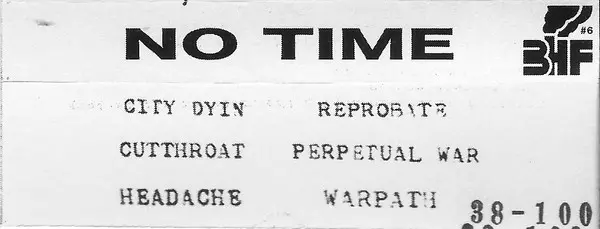 NO TIME
#6
BHF
CITY DYIN REPROBATE
CUTTHROAT PERPETUAL WAR
HEADACHE WARPATH
38-100